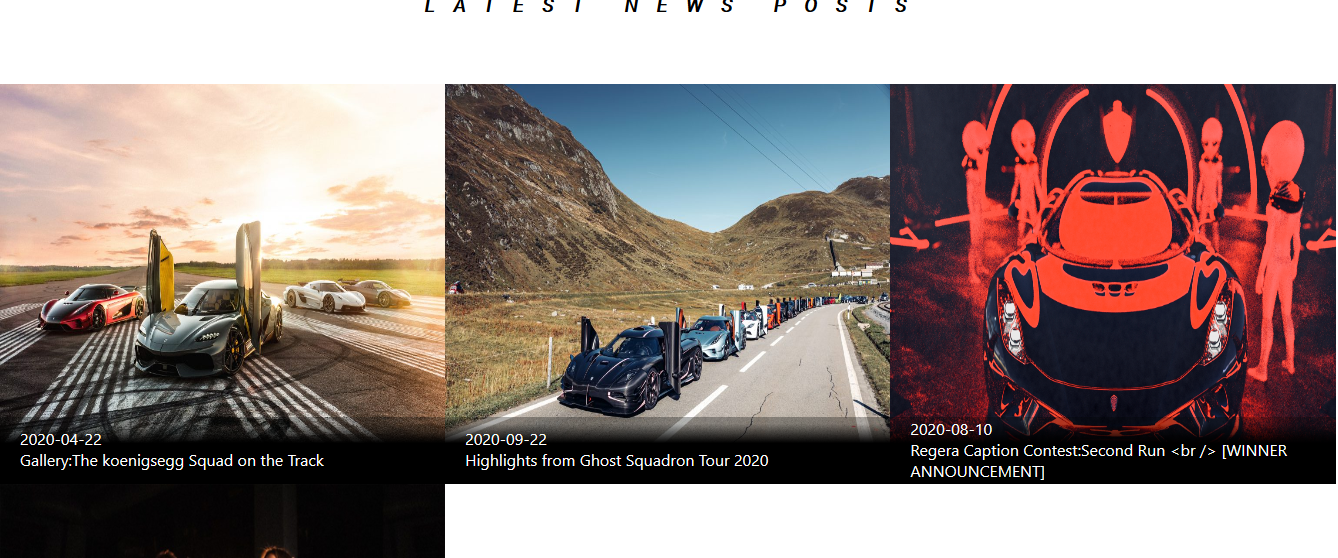 LATEST NEWS POSTS
2020-04-22
Gallery:The koenigsegg Squad on the Track
2020-09-22
Highlights from Ghost Squadron Tour 2020
2020-08-10
Regera Caption Contest:Second Run <br /> [WINNER
ANNOUNCEMENT]